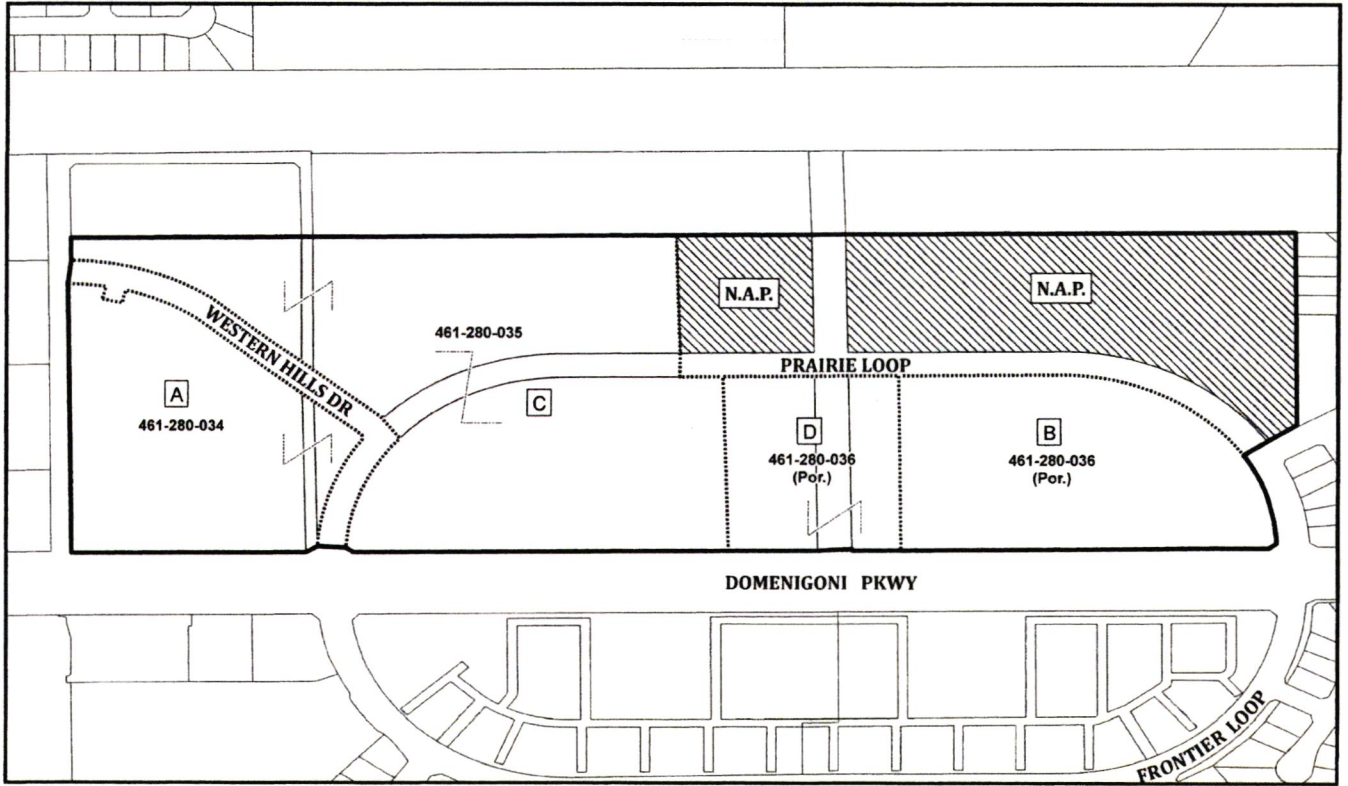 N.A.P.
N.A.P.
WESTERN HILLS DR
461-280-035
PRAIRIE LOOP
A
461-280-034
C
D
461-280-036
(Por.)
B
461-280-036
(Por.)
DOMENIGONI PKWY
FRONTIER LOOP